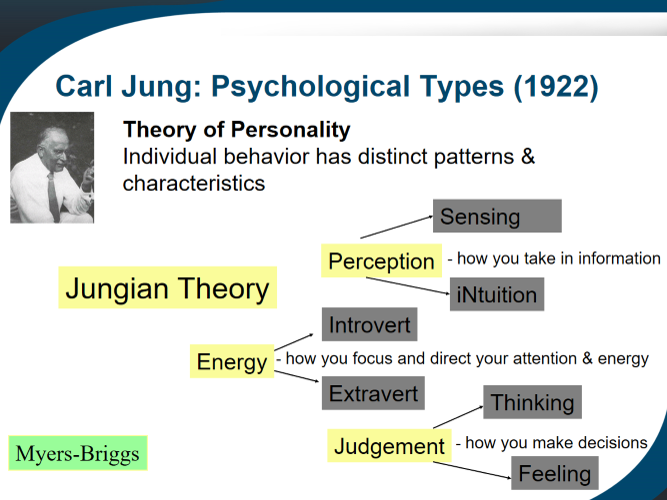 Carl Jung: Psychological Types (1922)
Theory of Personality
Individual behavior has distinct patterns &
characteristics
Sensing
Perception - how you take in information
Jungian Theory
iNtuition
Introvert
Energy - how you focus and direct your attention & energy
Extravert
Thinking
Judgement - how you make decisions
Myers-Briggs
Feeling